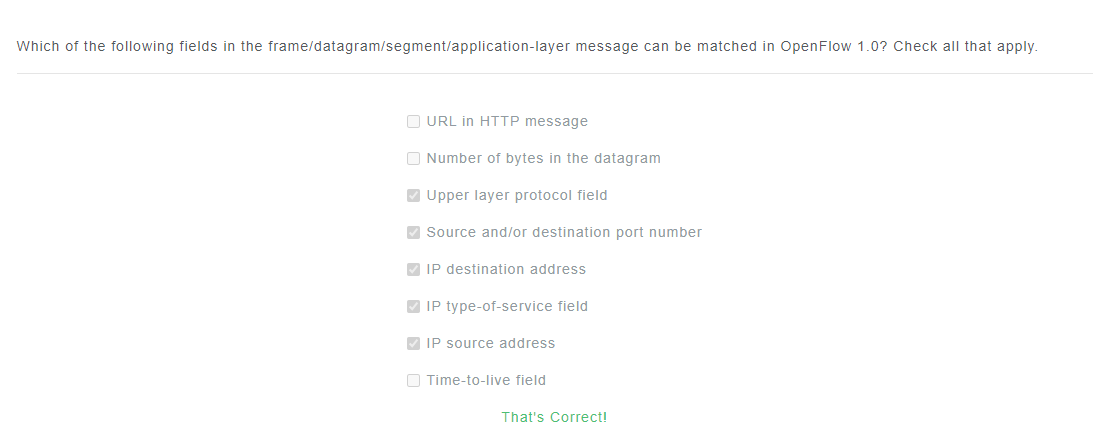 Which of the following fields in the frame/datagram/segment/application-layer message can be matched in OpenFlow 1.0? Check all that apply.
URL in HTTP message
Number of bytes in the datagram
Upper layer protocol field
Source and/or destination port number
IP destination address
IP type-of-service field
IP source address
Time-to-live field
That's Correct!